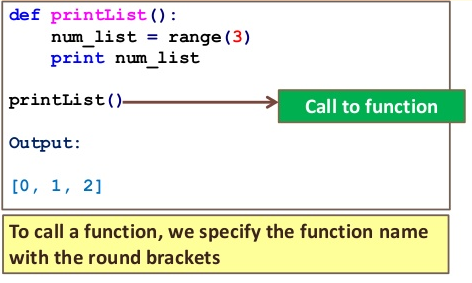 def printList():
    num_list = range(3)
    print num_list
printList()
Call to function
Output:
[0, 1, 2]
To call a function, we specify the function name
with the round brackets